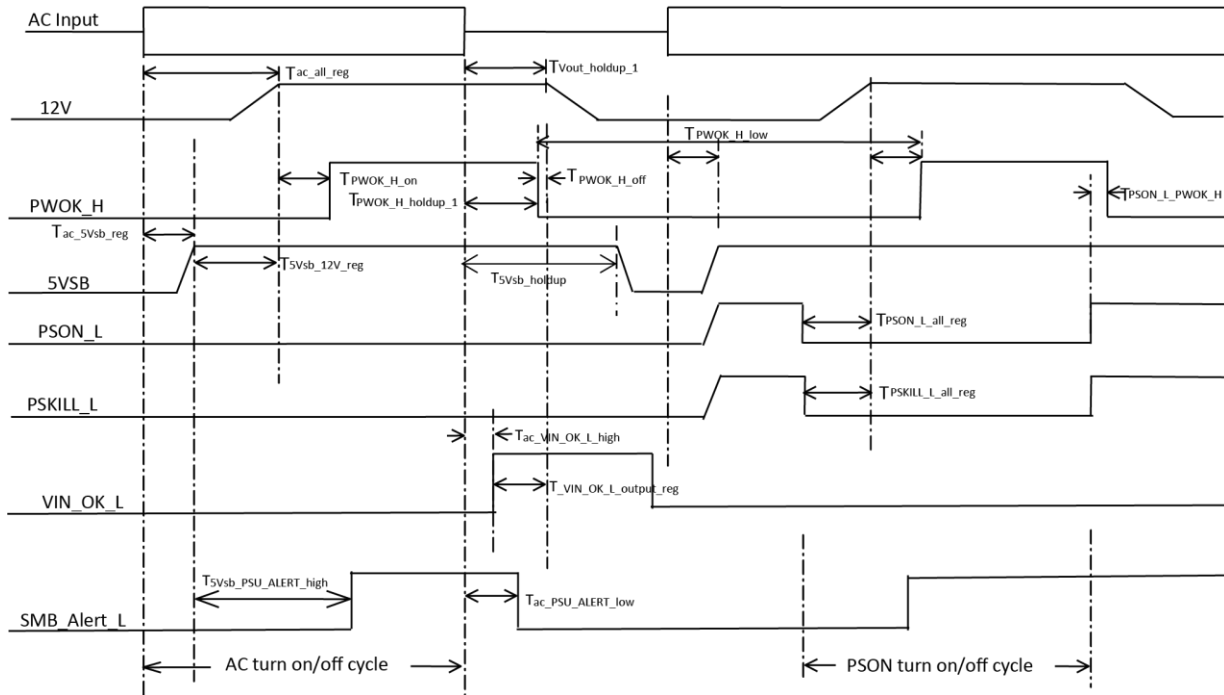 AC Input
Tac_all_reg
TVout_holdup_1
12V
TPWOK_H_low
TPWOK_H_on
TPWOK_H_off
TPWOK_H_holdup_1
PWOK_H
TPSON_L_PWOK_H
Tac_5Vsb_reg
T5Vsb_12V_reg
T5Vsb_holdup
5VSB
PSON_L
TPSON_L_all_reg
PSKILL_L
TPSKILL_L_all_reg
Tac_VIN_OK_L_high
VIN_OK_L
T_VIN_OK_L_output_reg
T5Vsb_PSU_ALERT_high
Tac_PSU_ALERT_low
SMB_Alert_L
AC turn on/off cycle
PSON turn on/off cycle